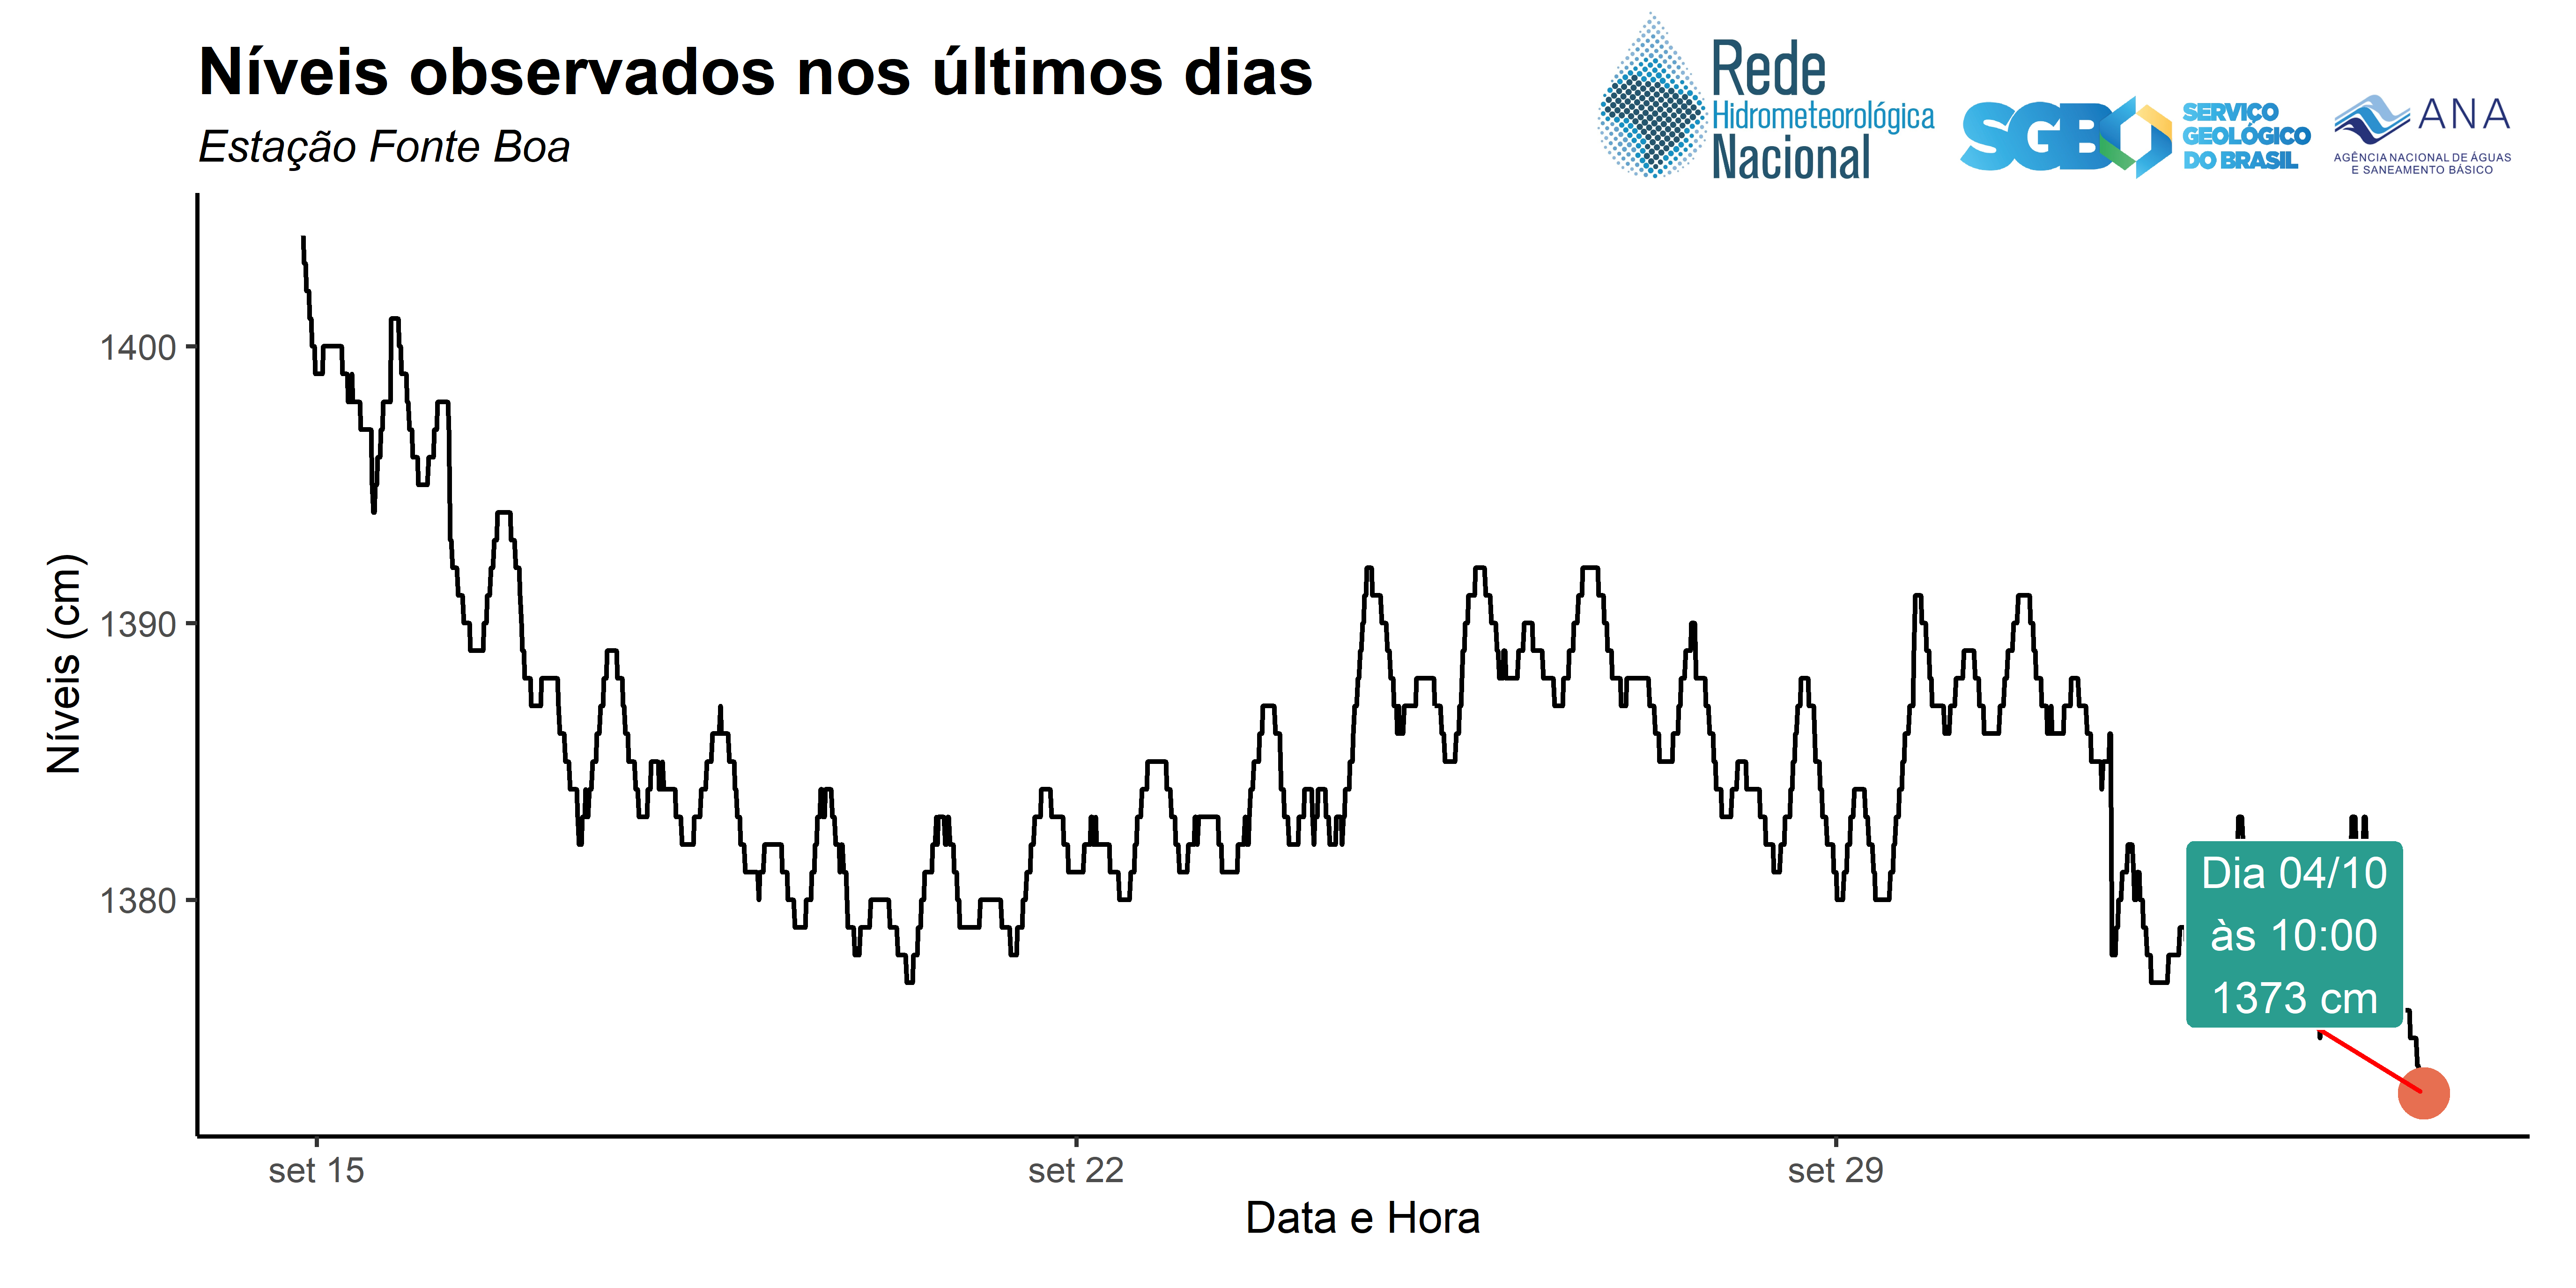 Níveis observados nos últimos dias
Estação Fonte Boa
Rede
Hidrometeorológica
Nacional
SGB
SERVIÇO
GEOLÓGICO
DO BRASIL
ANA
AGÊNCIA NACIONAL DE ÁGUAS
E SANEAMENTO BÁSICO
Níveis (cm)
1400
1390
1380
Dia 04/10
às 10:00
1373 cm
set 15
set 22
set 29
Data e Hora